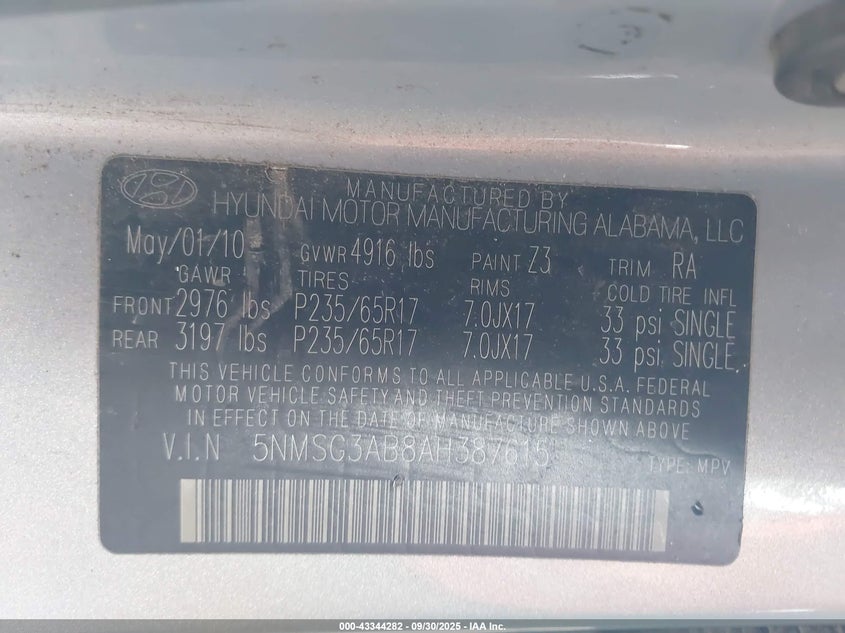 MANUFACTURED BY
HYUNDAI MOTOR MANUFACTURING ALABAMA, LLC
May/01/10 GVWR 4916 lbs PAINT Z3 TRIM RA
GAWR TIRES RIMS COLD TIRE INFL
FRONT 2976 lbs P235/65R17 7.0JX17 33 psi SINGLE
REAR 3197 lbs P235/65R17 7.0JX17 33 psi SINGLE
THIS VEHICLE CONFORMS TO ALL APPLICABLE U.S.A. FEDERAL
MOTOR VEHICLE SAFETY AND THEFT PREVENTION STANDARDS
IN EFFECT ON THE DATE OF MANUFACTURE SHOWN ABOVE
V.I.N 5NMSG3AB8AH387615 TYPE: MPV
000-43344282 - 09/30/2025 - IAA Inc.